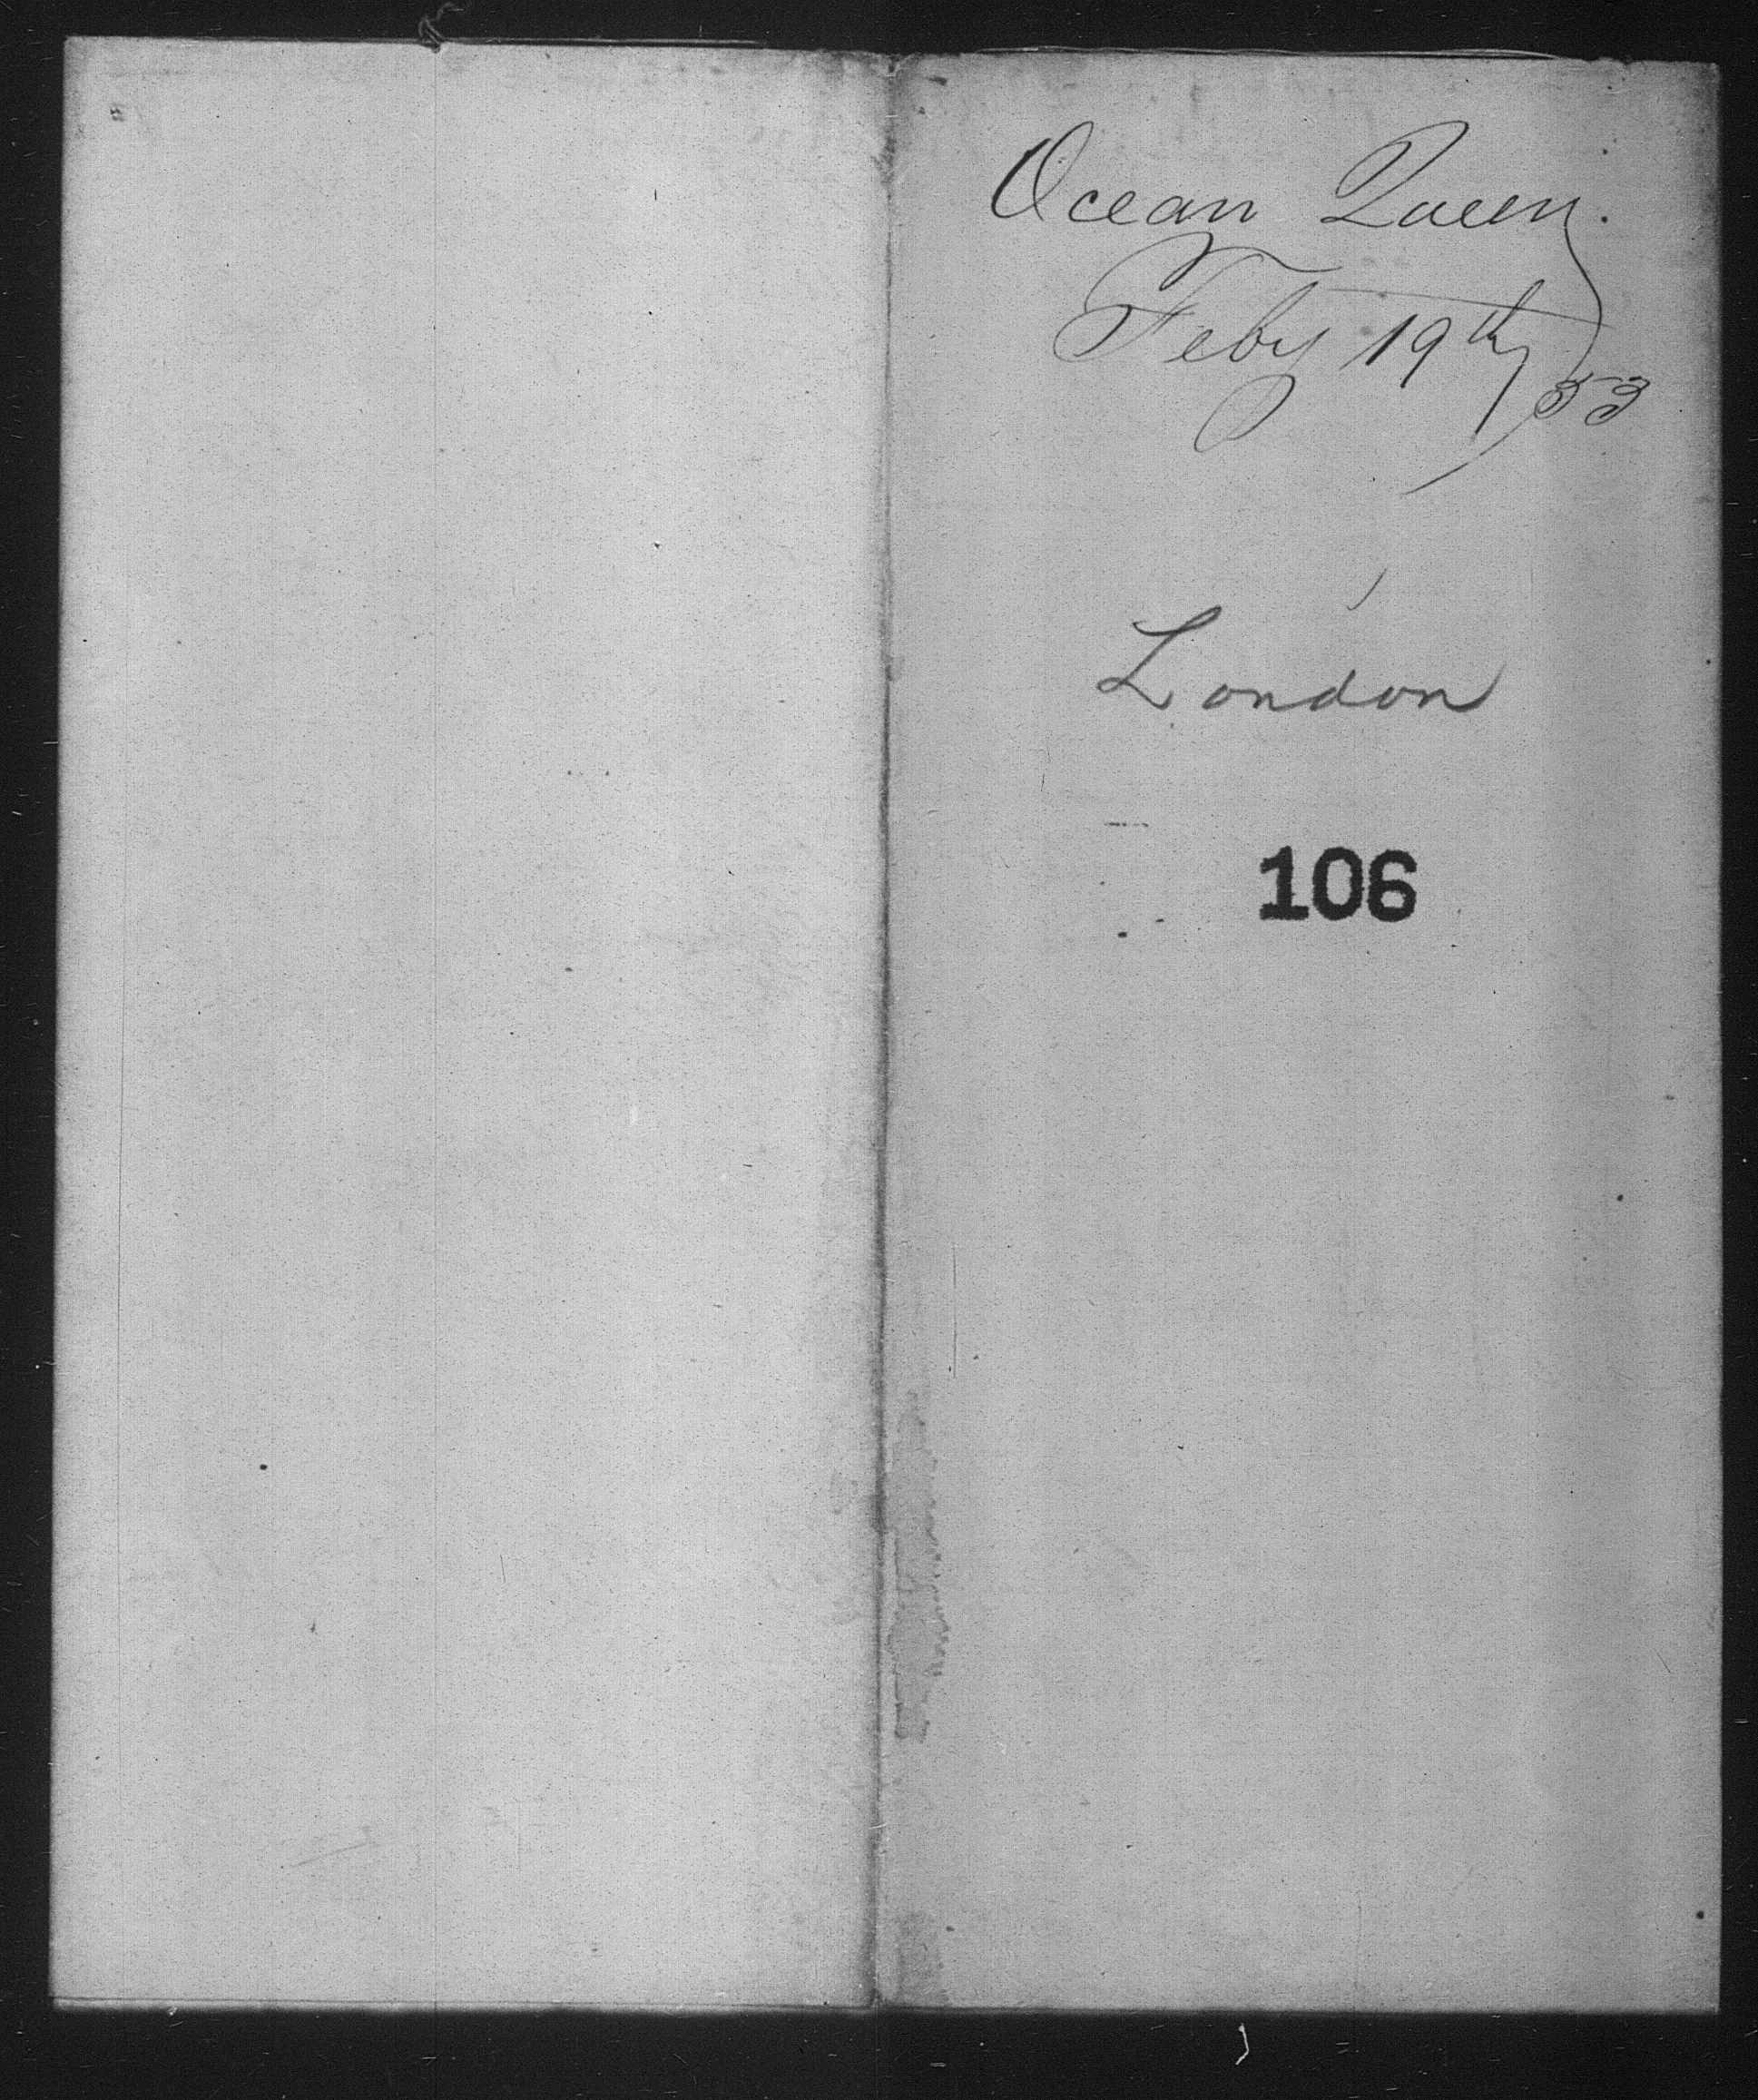 Ocean Queen.
Feby 19th/53
London
106